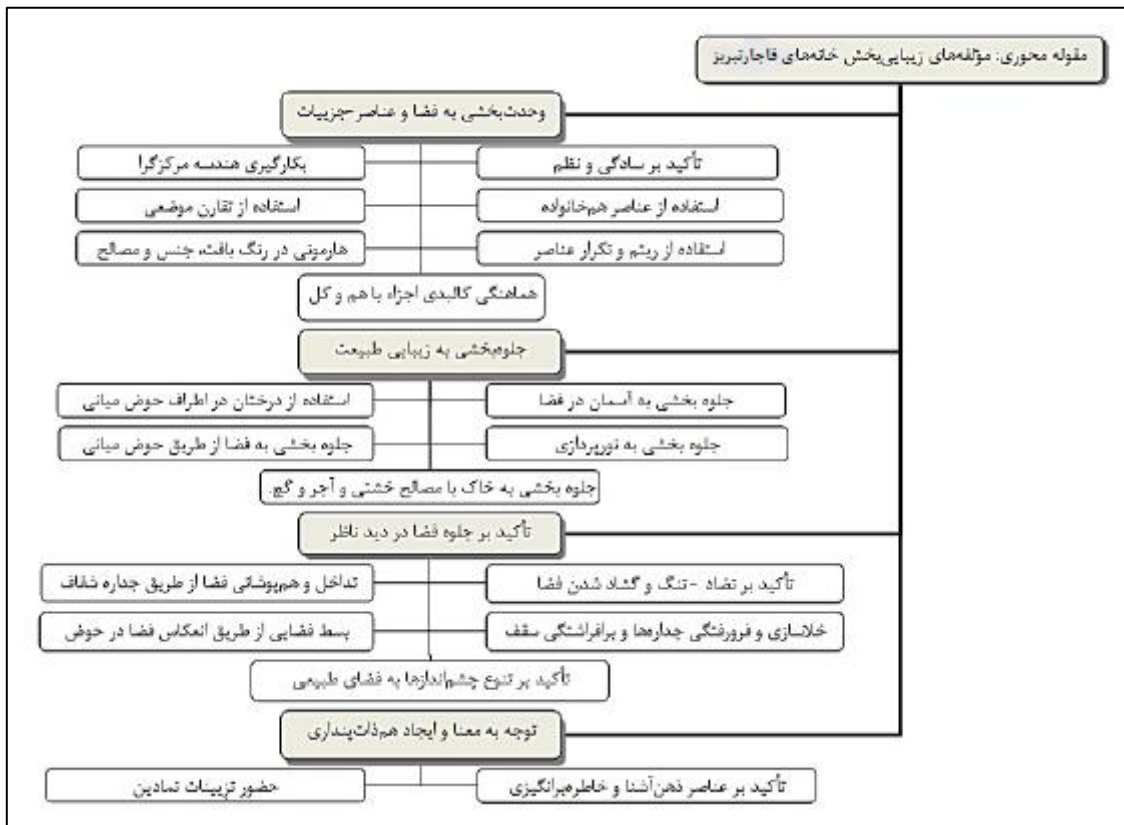 مقوله محوری: مؤلفه‌های زیبایی‌بخش خانه‌های قاجار تبریز
وحدت‌بخشی به فضا و عناصر-جزییات
تأکید بر سادگی و نظم
بکارگیری هندسه مرکزگرا
استفاده از عناصر هم‌خانواده
استفاده از تقارن موضعی
استفاده از ریتم و تکرار عناصر
هارمونی در رنگ بافت، جنس و مصالح
هماهنگی کالبدی اجزاء با هم و کل
جلوه‌بخشی به زیبایی طبیعت
جلوه بخشی به آسمان در فضا
استفاده از درختان در اطراف حوض میانی
جلوه بخشی به نورپردازی
جلوه بخشی به فضا از طریق حوض میانی
جلوه بخشی به خاک با مصالح خشتی و آجر و گچ.
تأکید بر جلوه فضا در دید ناظر
تأکید بر تضاد -تنگ و گشاد شدن فضا
تداخل و هم‌پوشانی فضا از طریق جداره شفاف
خلاسازی و فرورفتگی جداره‌ها و برافراشتگی سقف
بسط فضایی از طریق انعکاس فضا در حوض
تأکید بر تنوع چشم‌اندازها به فضای طبیعی
توجه به معنا و ایجاد هم‌ذات‌پنداری
تأکید بر عناصر ذهن‌آشنا و خاطره‌برانگیزی
حضور تزیینات نمادین